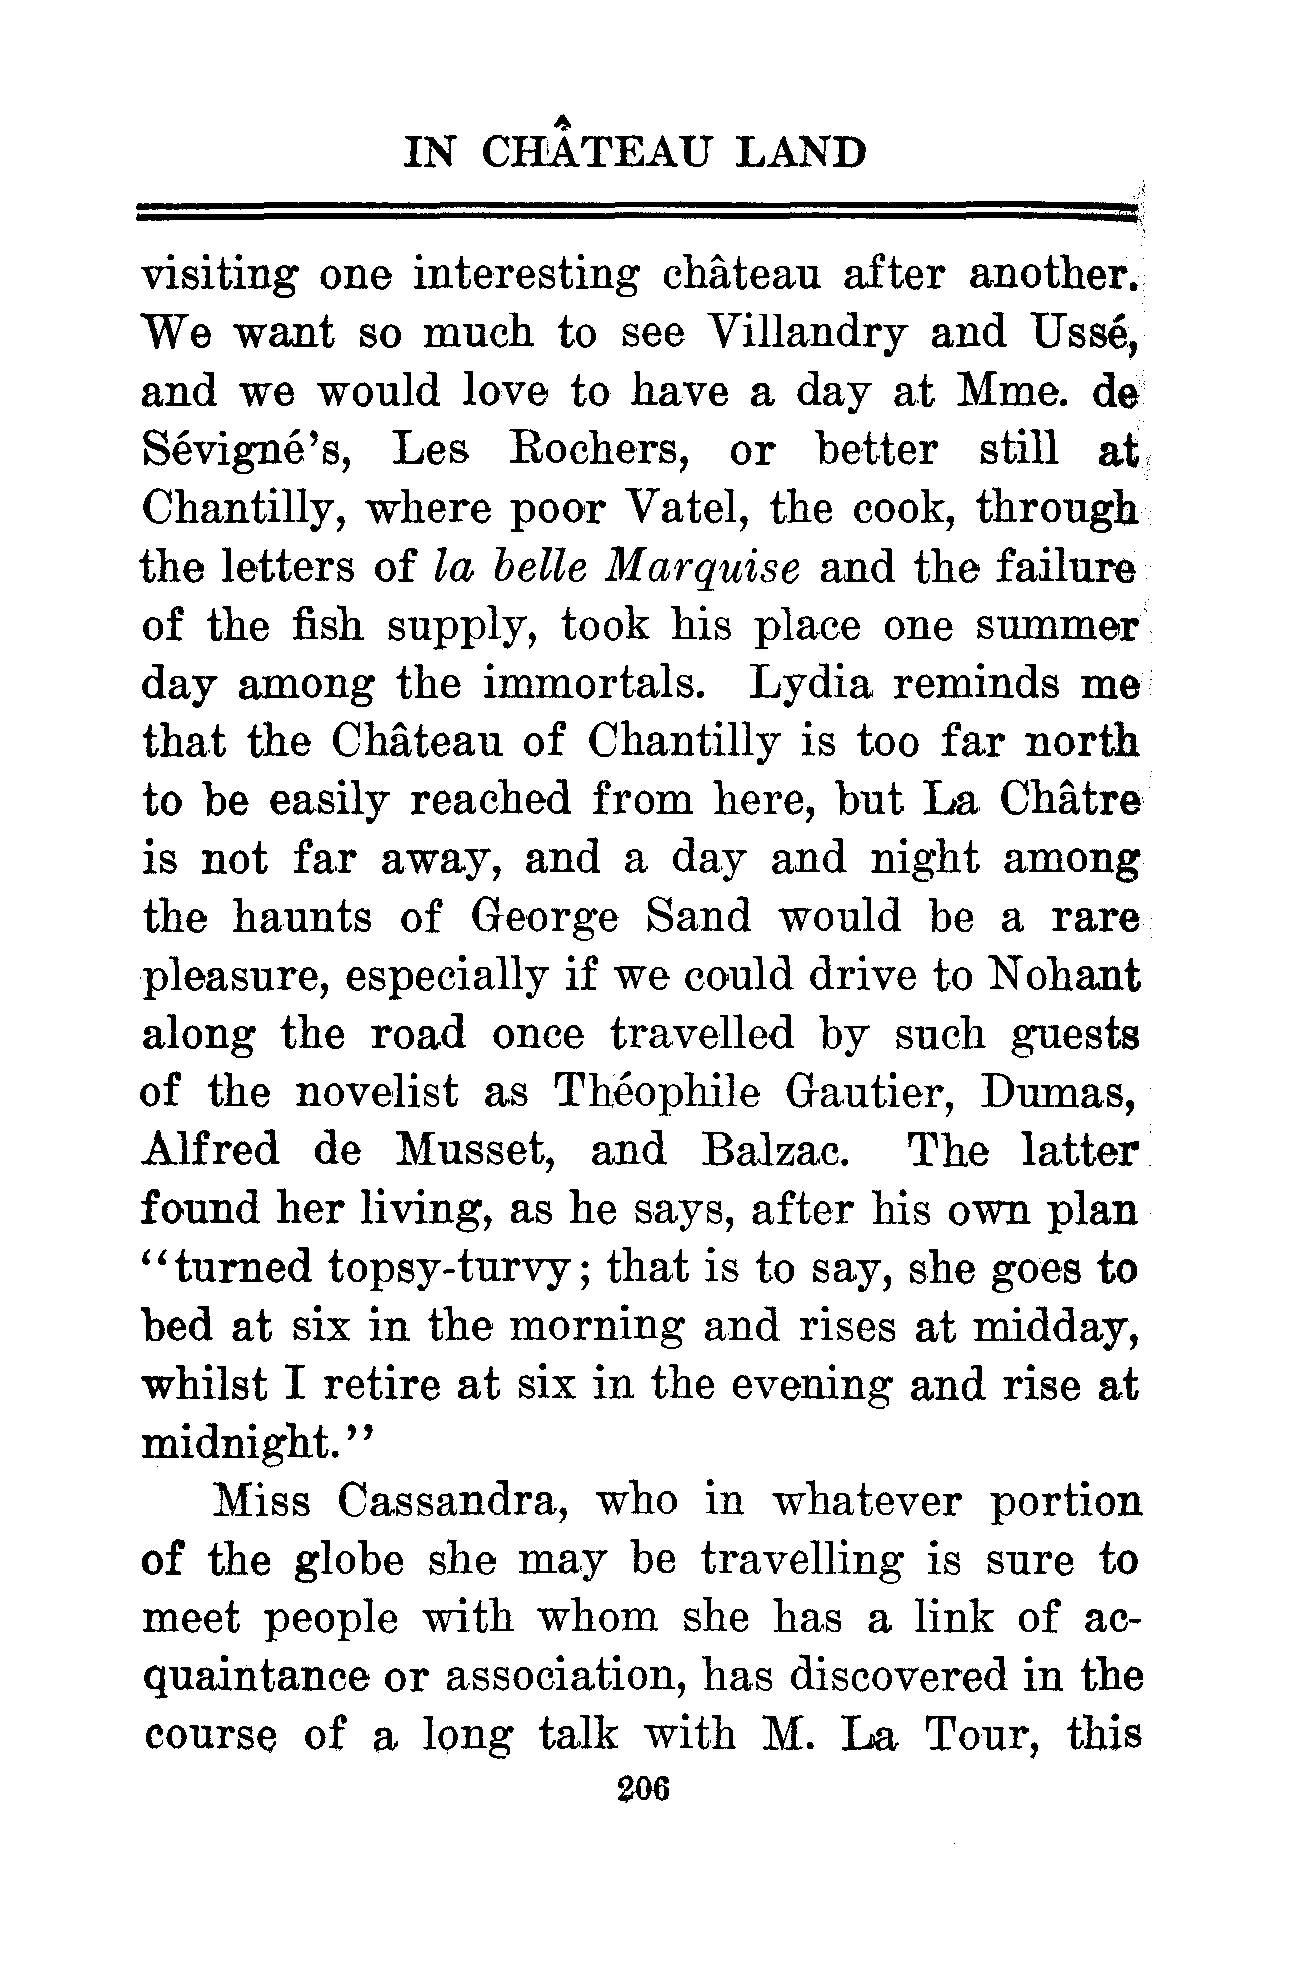 IN CHÂTEAU LAND
visiting one interesting château after another.
We want so much to see Villandry and Ussé,
and we would love to have a day at Mme. de
Sévigné's, Les Rochers, or better still at
Chantilly, where poor Vatel, the cook, through
the letters of la belle Marquise and the failure
of the fish supply, took his place one summer
day among the immortals. Lydia reminds me
that the Château of Chantilly is too far north
to be easily reached from here, but La Châtre
is not far away, and a day and night among
the haunts of George Sand would be a rare
pleasure, especially if we could drive to Nohant
along the road once travelled by such guests
of the novelist as Théophile Gautier, Dumas,
Alfred de Musset, and Balzac. The latter
found her living, as he says, after his own plan
"turned topsy-turvy; that is to say, she goes to
bed at six in the morning and rises at midday,
whilst I retire at six in the evening and rise at
midnight."
Miss Cassandra, who in whatever portion
of the globe she may be travelling is sure to
meet people with whom she has a link of ac-
quaintance or association, has discovered in the
course of a long talk with M. La Tour, this
206